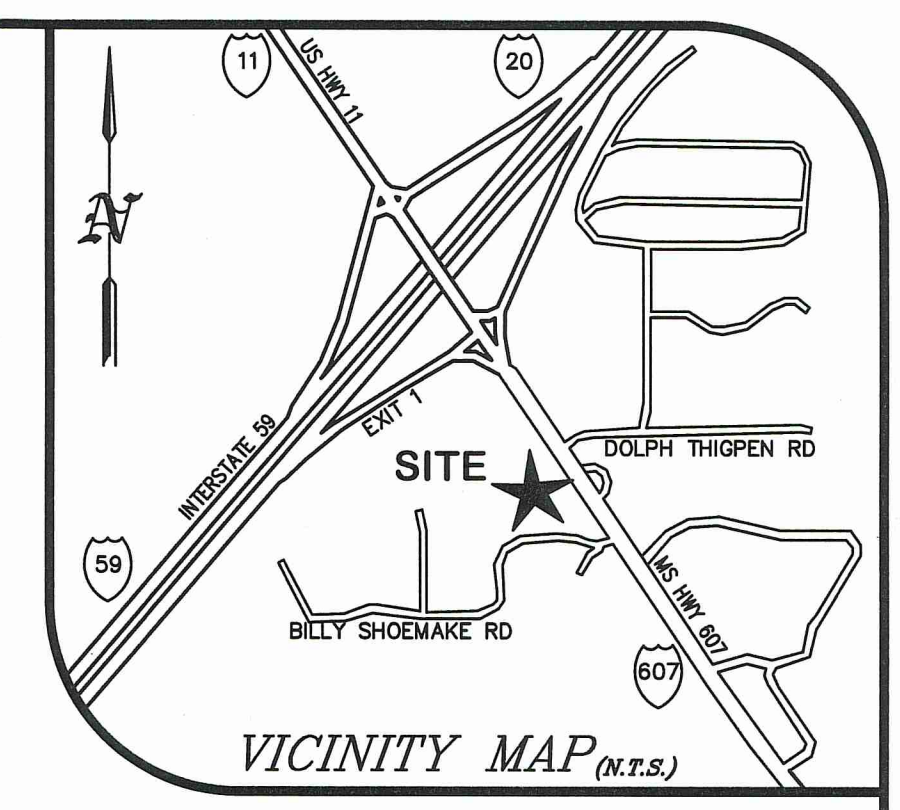 11
US HWY 11
20
N
EXIT 1
INTERSTATE 59
DOLPH THIGPEN RD
SITE
59
MS HWY 607
BILLY SHOEMAKE RD
607
VICINITY MAP (N.T.S.)